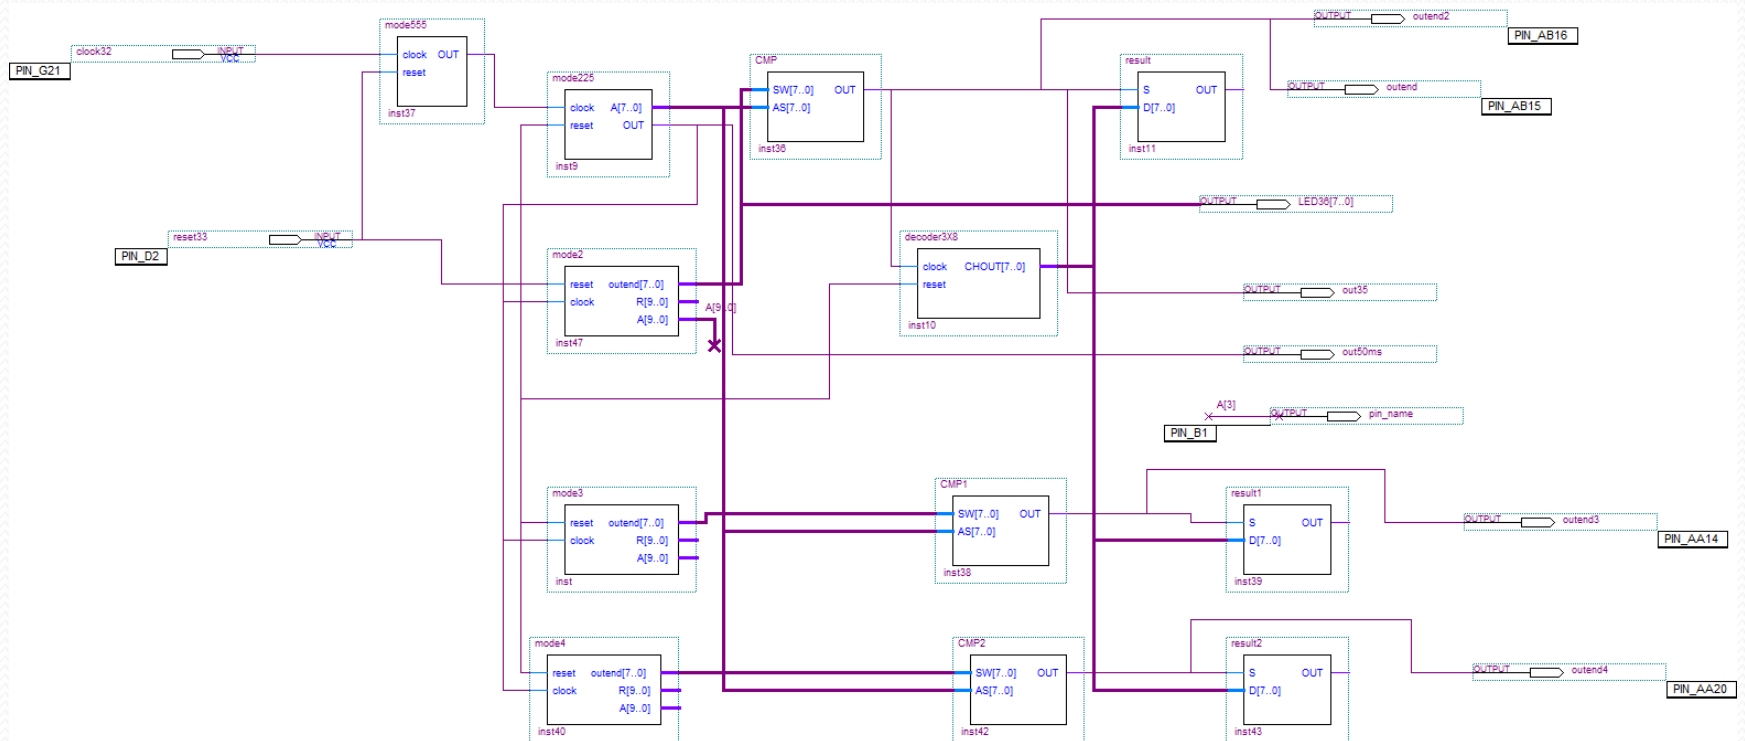 mode555
clock32 INPUT VCC
PIN_G21
clock OUT
reset
inst37
mode225
clock A[7..0]
reset OUT
inst9
CMP
SW[7..0] OUT
AS[7..0]
inst36
result
S OUT
D[7..0]
inst11
OUTPUT outend2
PIN_AB16
OUTPUT outend
PIN_AB15
OUTPUT LED36[7..0]
reset33 INPUT VCC
PIN_D2
mode2
reset outend[7..0]
clock R[9..0]
A[9..0]
inst47
A[9..0]
decoder3X8
clock CHOUT[7..0]
reset
inst10
OUTPUT out35
OUTPUT out50ms
A[3] OUTPUT pin_name
PIN_B1
mode3
reset outend[7..0]
clock R[9..0]
A[9..0]
inst
CMP1
SW[7..0] OUT
AS[7..0]
inst38
result1
S OUT
D[7..0]
inst39
OUTPUT outend3
PIN_AA14
mode4
reset outend[7..0]
clock R[9..0]
A[9..0]
inst40
CMP2
SW[7..0] OUT
AS[7..0]
inst42
result2
S OUT
D[7..0]
inst43
OUTPUT outend4
PIN_AA20